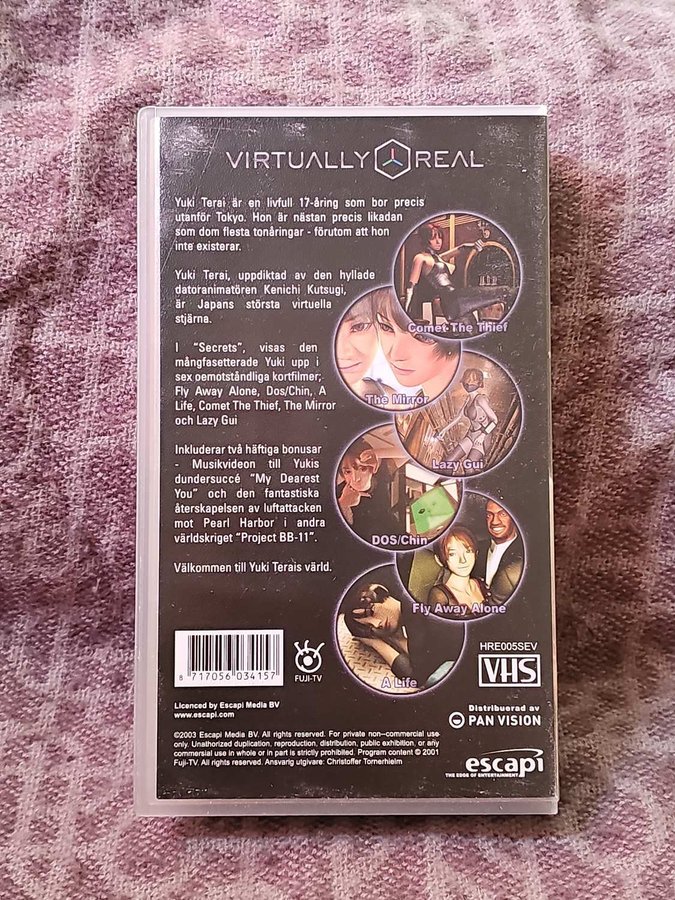 VIRTUALLY REAL
Yuki Terai är en livfull 17-åring som bor precis
utanför Tokyo. Hon är nästan precis likadan
som dom flesta tonåringar - förutom att hon
inte existerar.
Yuki Terai, uppdiktad av den hyllade
datoranimatören Kenichi Kutsugi,
är Japans största virtuella
stjärna.
I "Secrets", visas den
mångfasetterade Yuki upp i
sex oemotståndliga kortfilmer;
Fly Away Alone, Dos/Chin, A
Life, Comet The Thief, The Mirror
och Lazy Gui
Inkluderar två häftiga bonusar
- Musikvideon till Yukis
dundersuccé "My Dearest
You" och den fantastiska
återskapelsen av luftattacken
mot Pearl Harbor i andra
världskriget "Project BB-11".
Välkommen till Yuki Terais värld.
Comet The Thief
The Mirror
Lazy Gui
DOS/Chin
Fly Away Alone
A Life
8 717056 034157
FUJI-TV
HRE005SEV
VHS
Licenced by Escapi Media BV
www.escapi.com
Distribuerad av
PAN VISION
©2003 Escapi Media BV. All rights reserved. For private non-commercial use
only. Unathorized duplication, reproduction, distribution, public exhibition, or any
commercial use in whole or in part is strictly prohibited. Program content © 2001
Fuji-TV. All rights reserved. Ansvarig utgivare: Christoffer Tornerhielm
escapi
THE EDGE OF ENTERTAINMENT